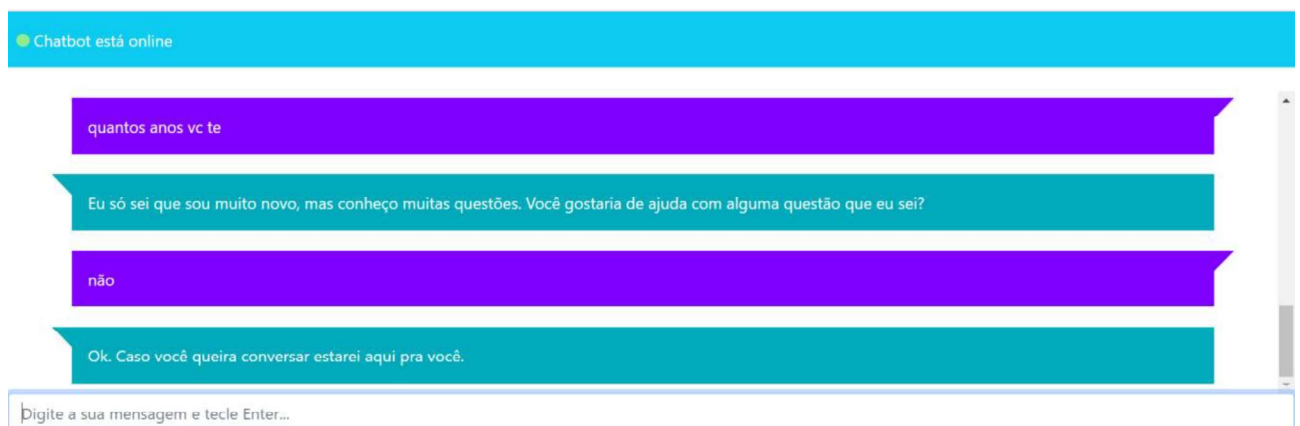 Chatbot está online
quantos anos vc te
Eu só sei que sou muito novo, mas conheço muitas questões. Você gostaria de ajuda com alguma questão que eu sei?
não
Ok. Caso você queira conversar estarei aqui pra você.
Digite a sua mensagem e tecle Enter...